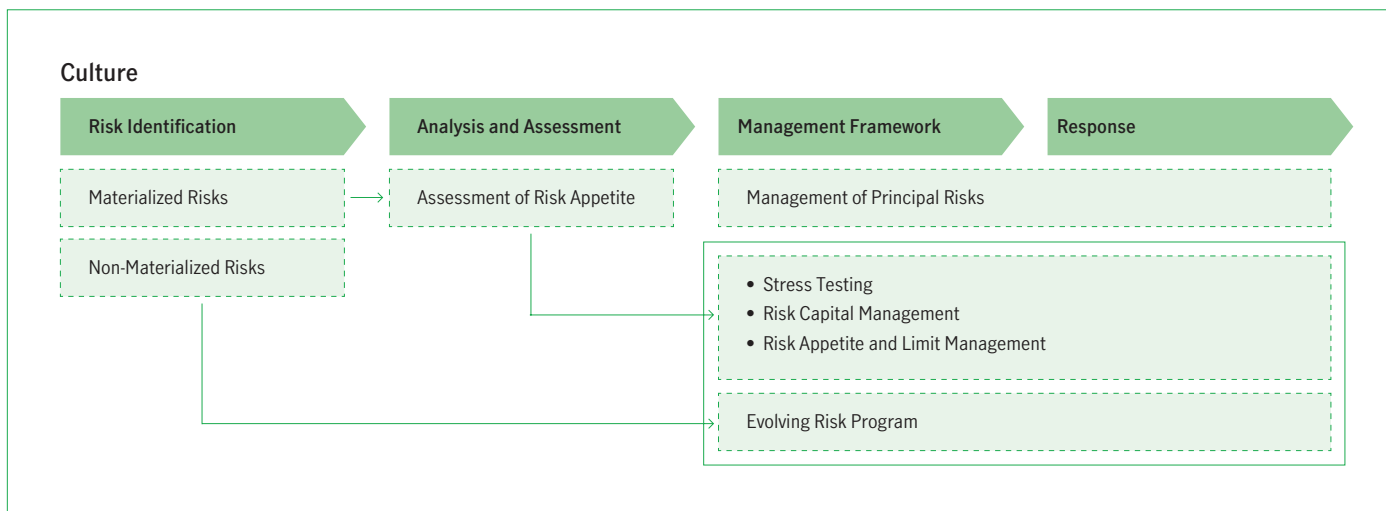 Culture
Risk Identification
Analysis and Assessment
Management Framework
Response
Materialized Risks
Assessment of Risk Appetite
Management of Principal Risks
Non-Materialized Risks
• Stress Testing
• Risk Capital Management
• Risk Appetite and Limit Management
Evolving Risk Program